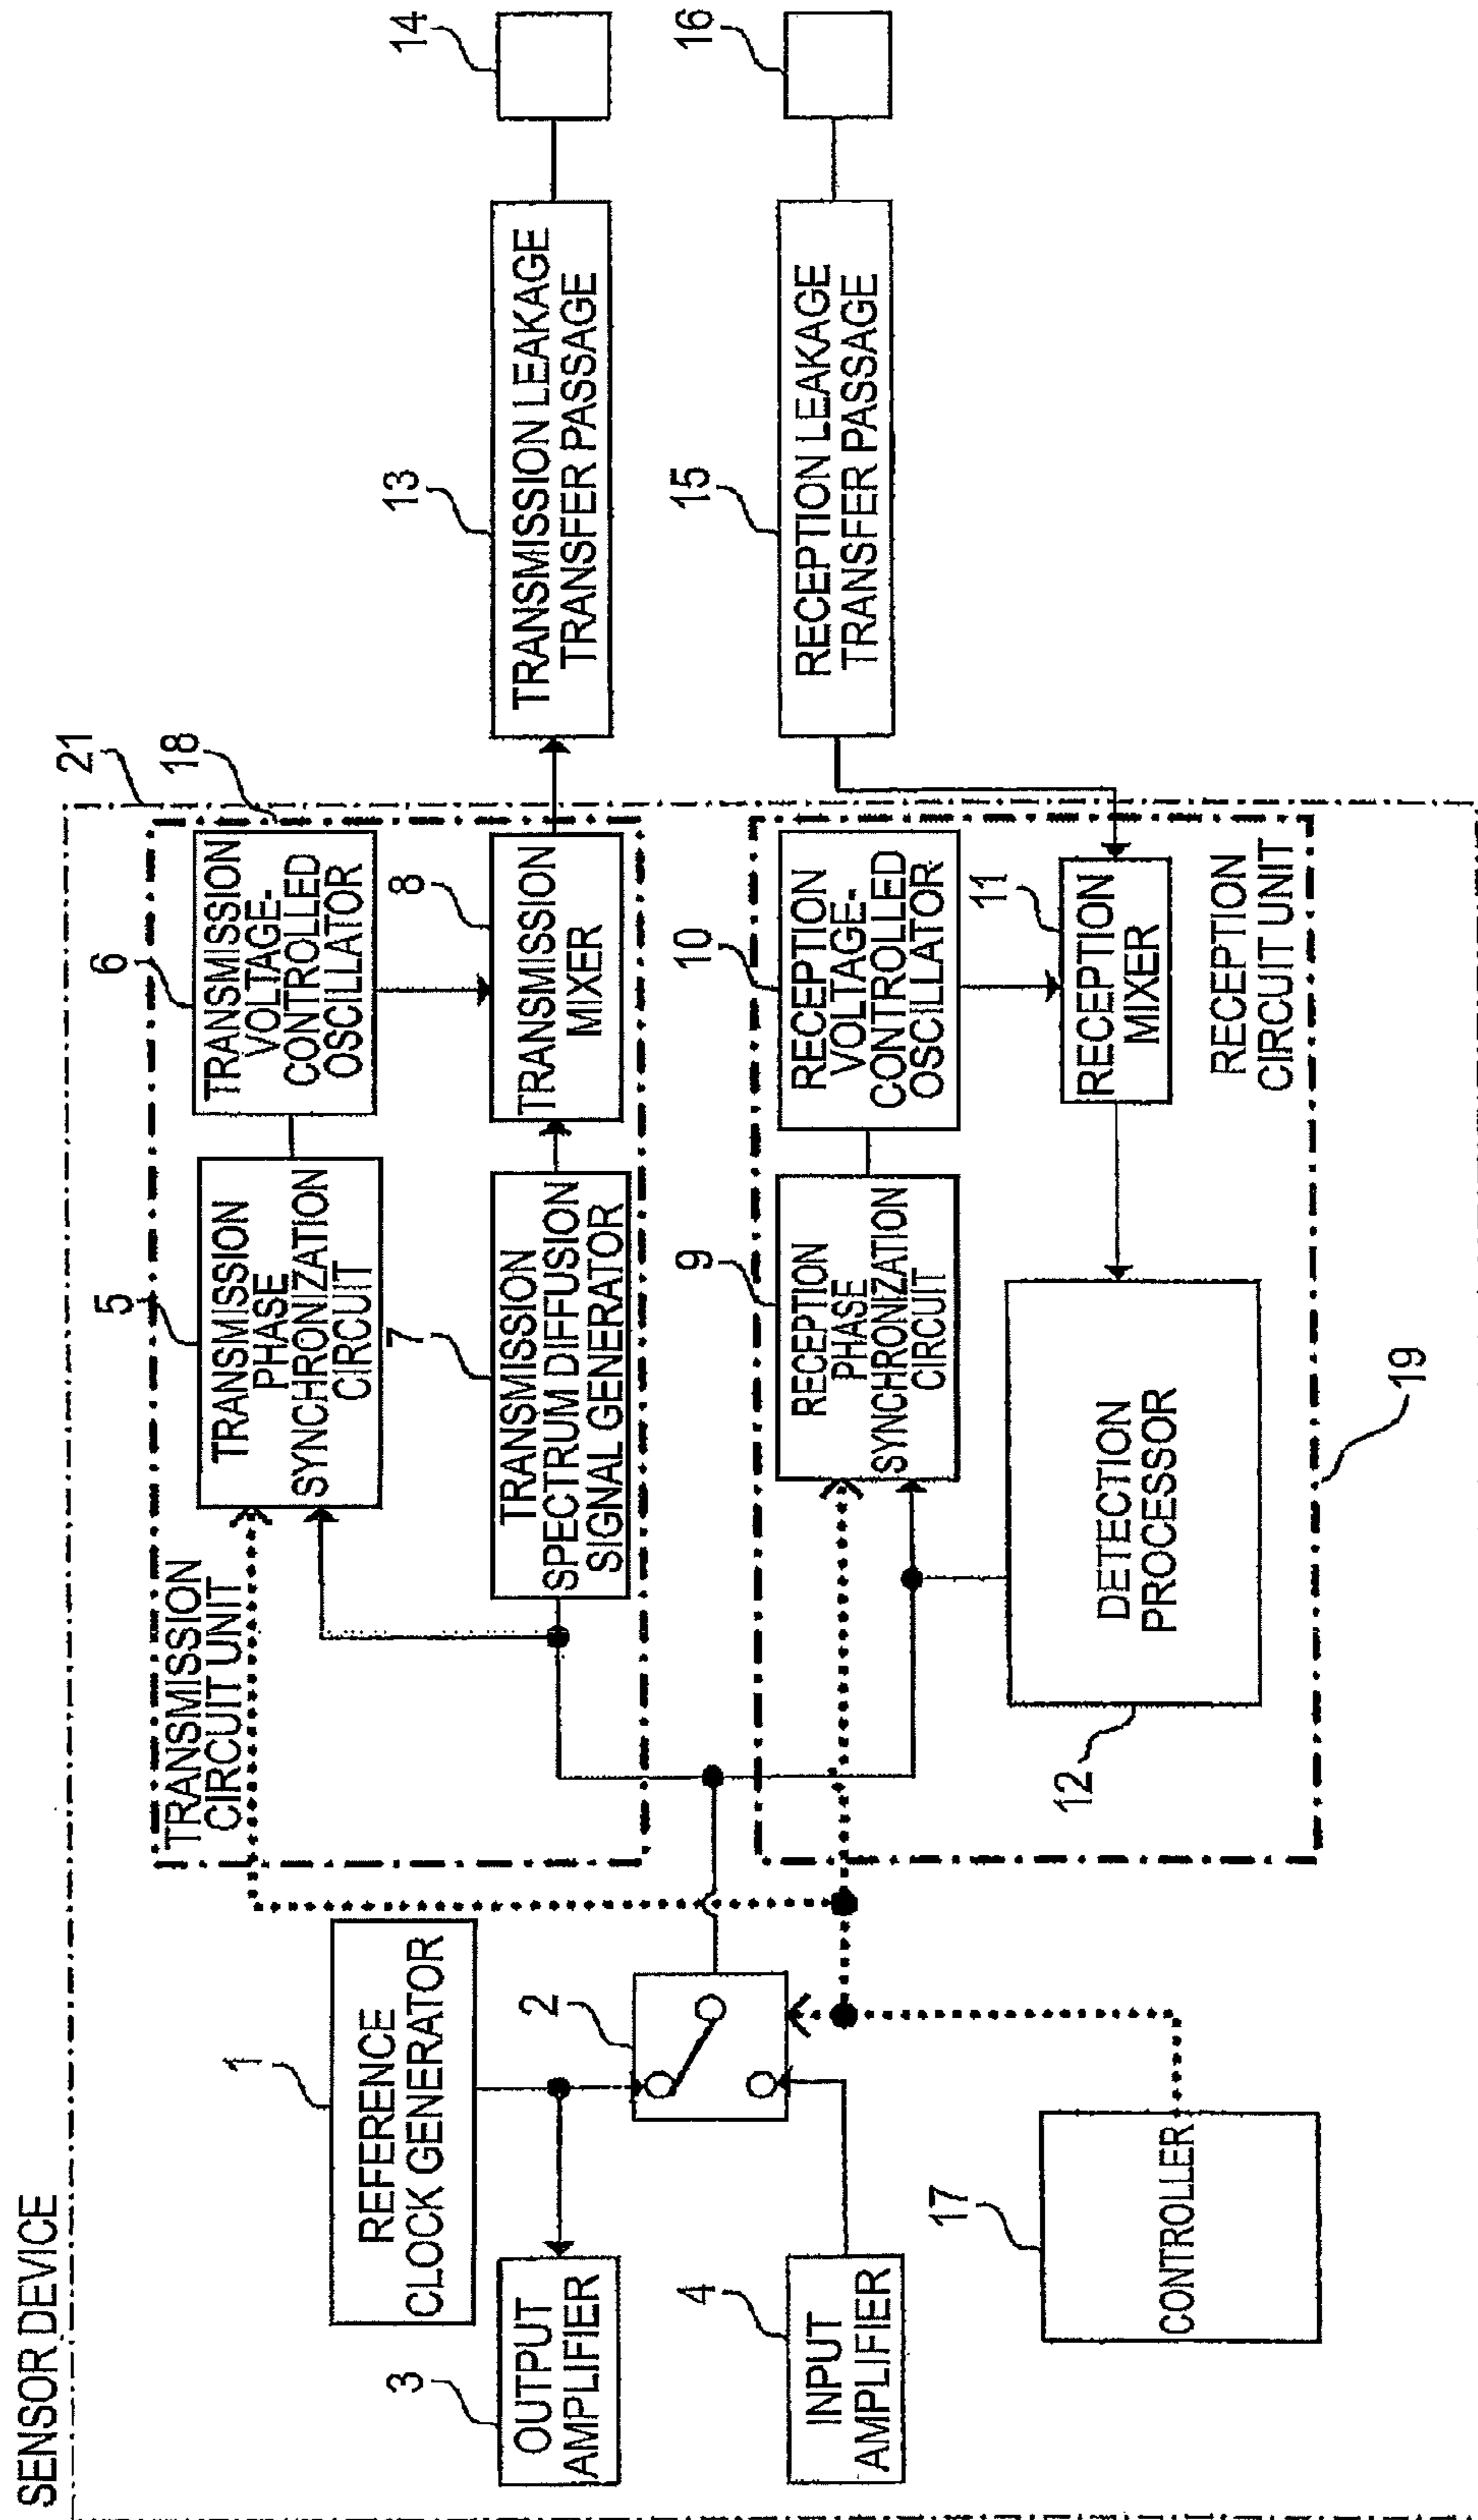 SENSOR DEVICE
21
1
REFERENCE
CLOCK GENERATOR
3
OUTPUT
AMPLIFIER
2
4
INPUT
AMPLIFIER
17
CONTROLLER
TRANSMISSION
CIRCUIT UNIT
18
5
TRANSMISSION
PHASE
SYNCHRONIZATION
CIRCUIT
6
TRANSMISSION
VOLTAGE-
CONTROLLED
OSCILLATOR
7
TRANSMISSION
SPECTRUM DIFFUSION
SIGNAL GENERATOR
8
TRANSMISSION
MIXER
13
TRANSMISSION LEAKAGE
TRANSFER PASSAGE
14
9
RECEPTION
PHASE
SYNCHRONIZATION
CIRCUIT
10
RECEPTION
VOLTAGE-
CONTROLLED
OSCILLATOR
11
RECEPTION
MIXER
12
DETECTION
PROCESSOR
RECEPTION
CIRCUIT UNIT
19
15
RECEPTION LEAKAGE
TRANSFER PASSAGE
16